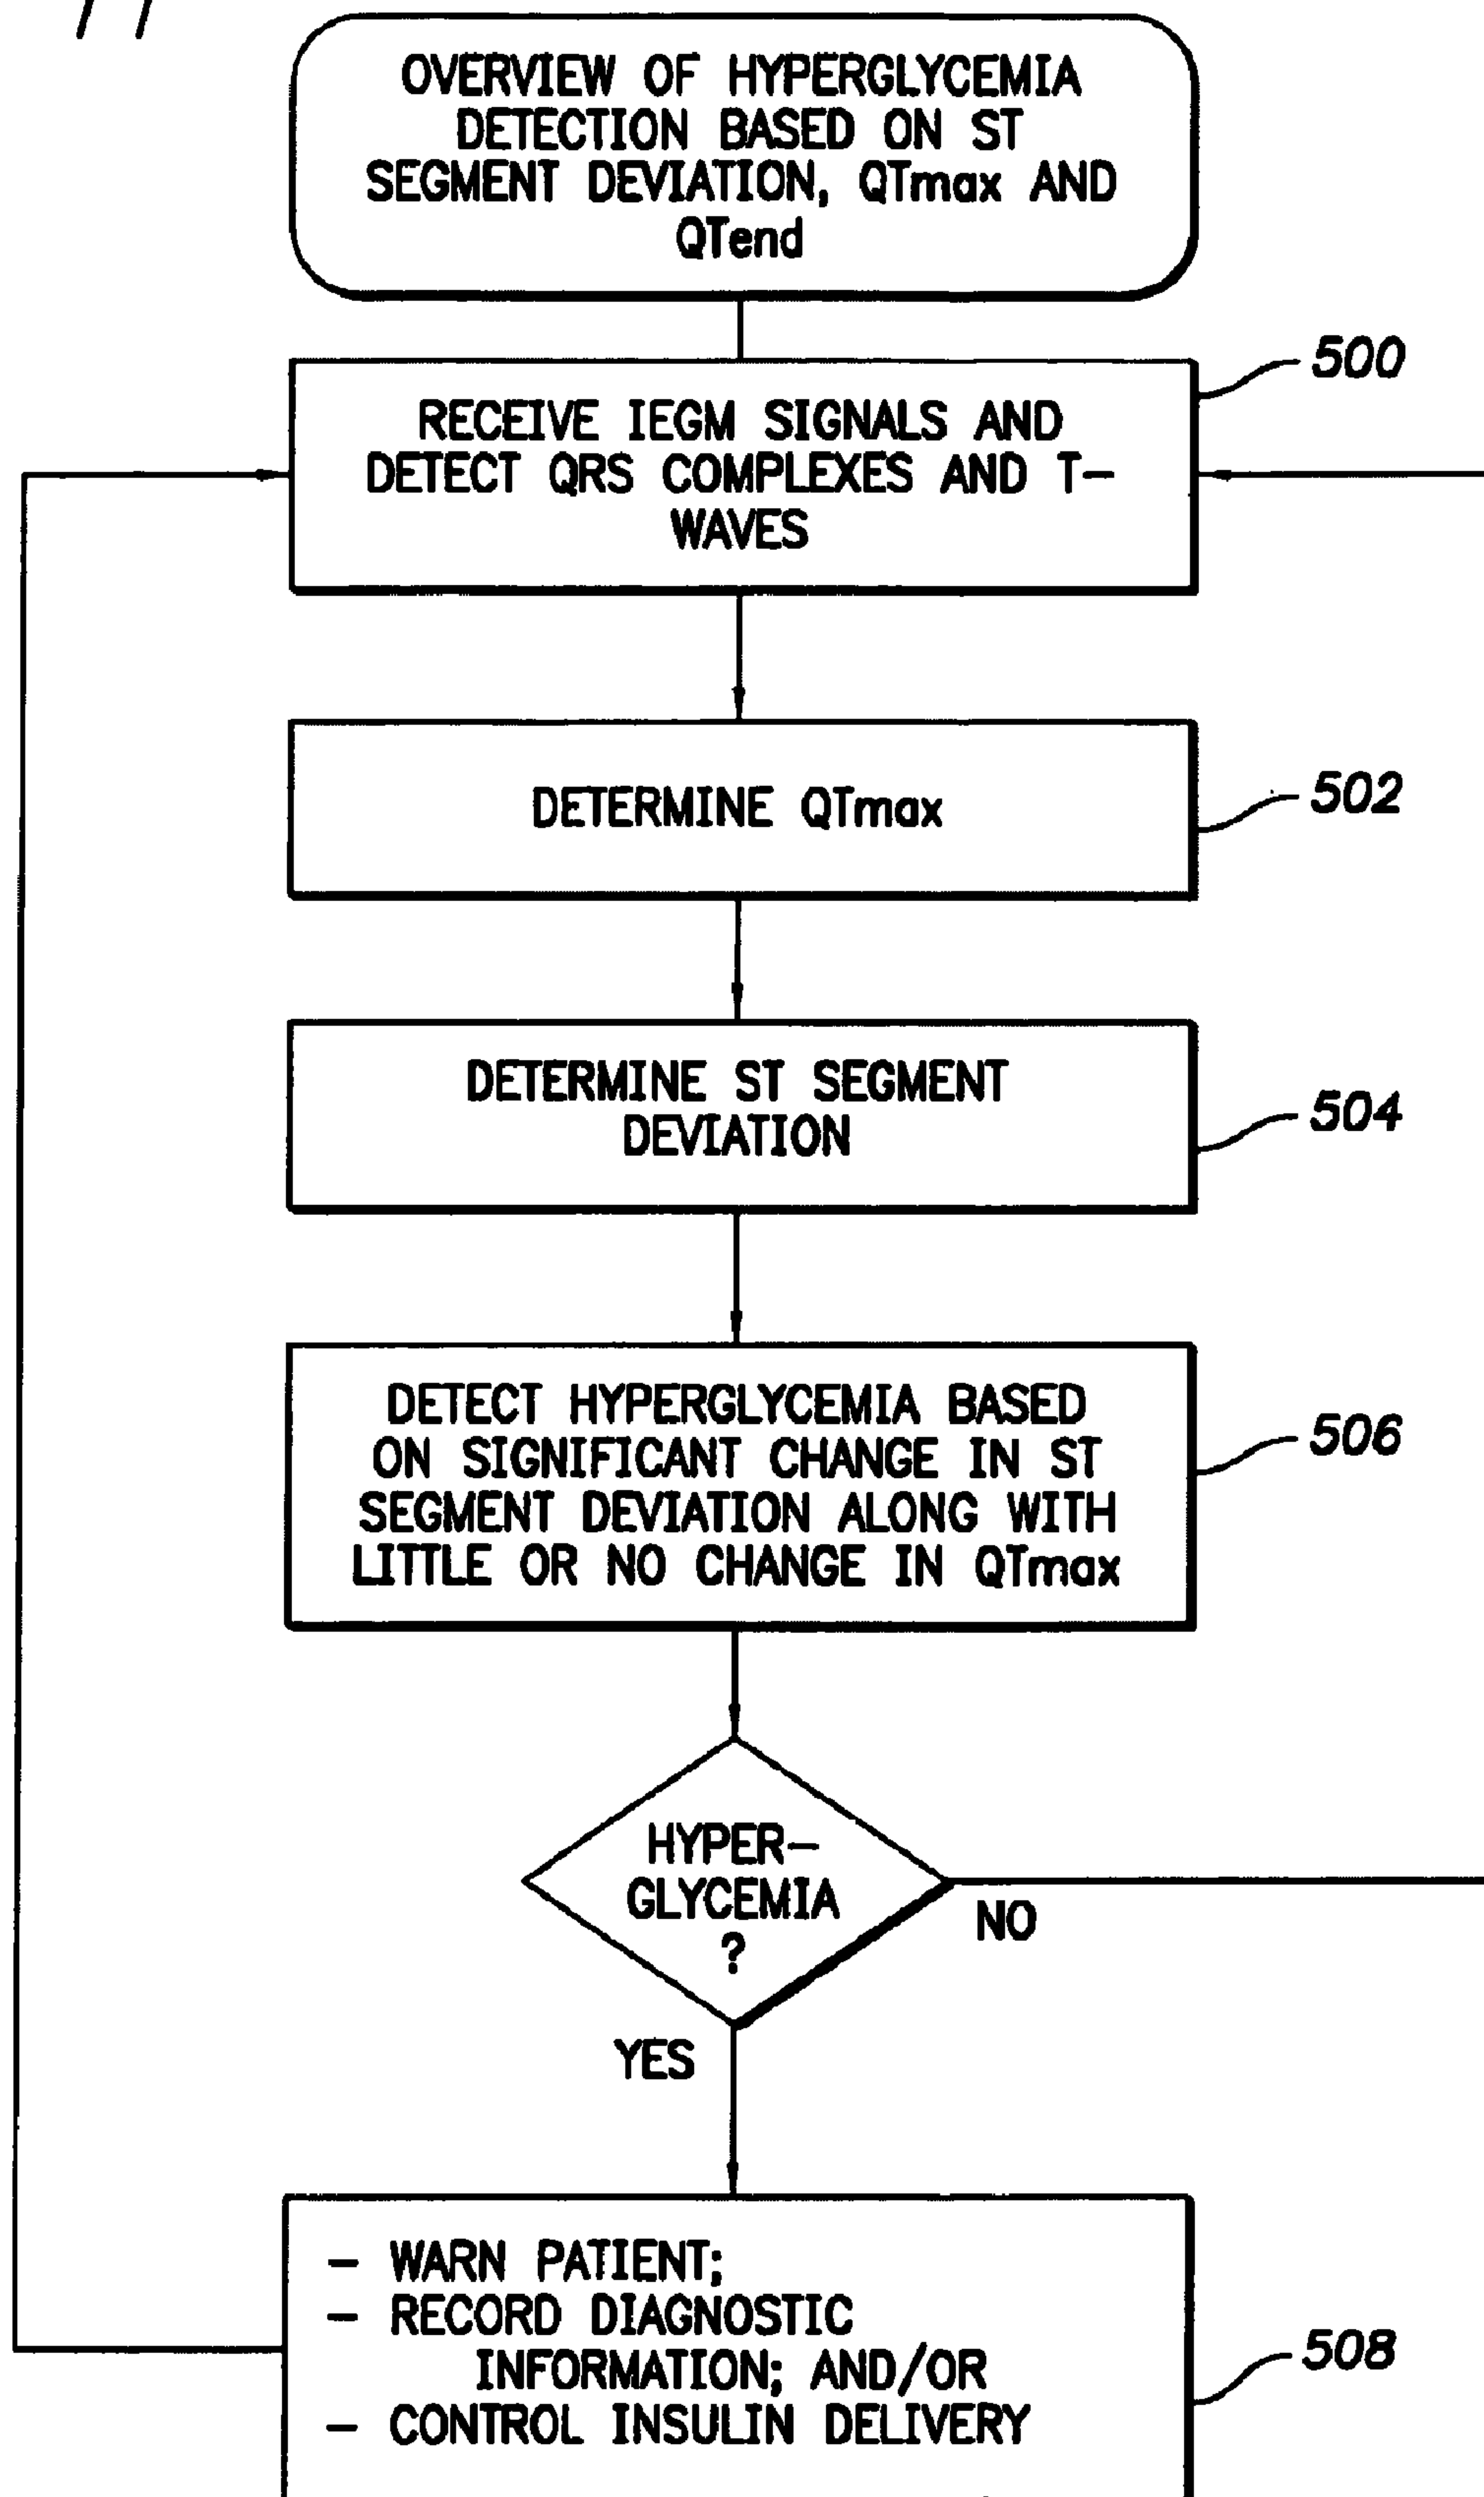 OVERVIEW OF HYPERGLYCEMIA
DETECTION BASED ON ST
SEGMENT DEVIATION, QTmax AND
QTend
500
RECEIVE IEGM SIGNALS AND
DETECT QRS COMPLEXES AND T-
WAVES
502
DETERMINE QTmax
504
DETERMINE ST SEGMENT
DEVIATION
506
DETECT HYPERGLYCEMIA BASED
ON SIGNIFICANT CHANGE IN ST
SEGMENT DEVIATION ALONG WITH
LITTLE OR NO CHANGE IN QTmax
HYPER-
GLYCEMIA
?
NO
YES
- WARN PATIENT;
- RECORD DIAGNOSTIC
INFORMATION; AND/OR
- CONTROL INSULIN DELIVERY
508